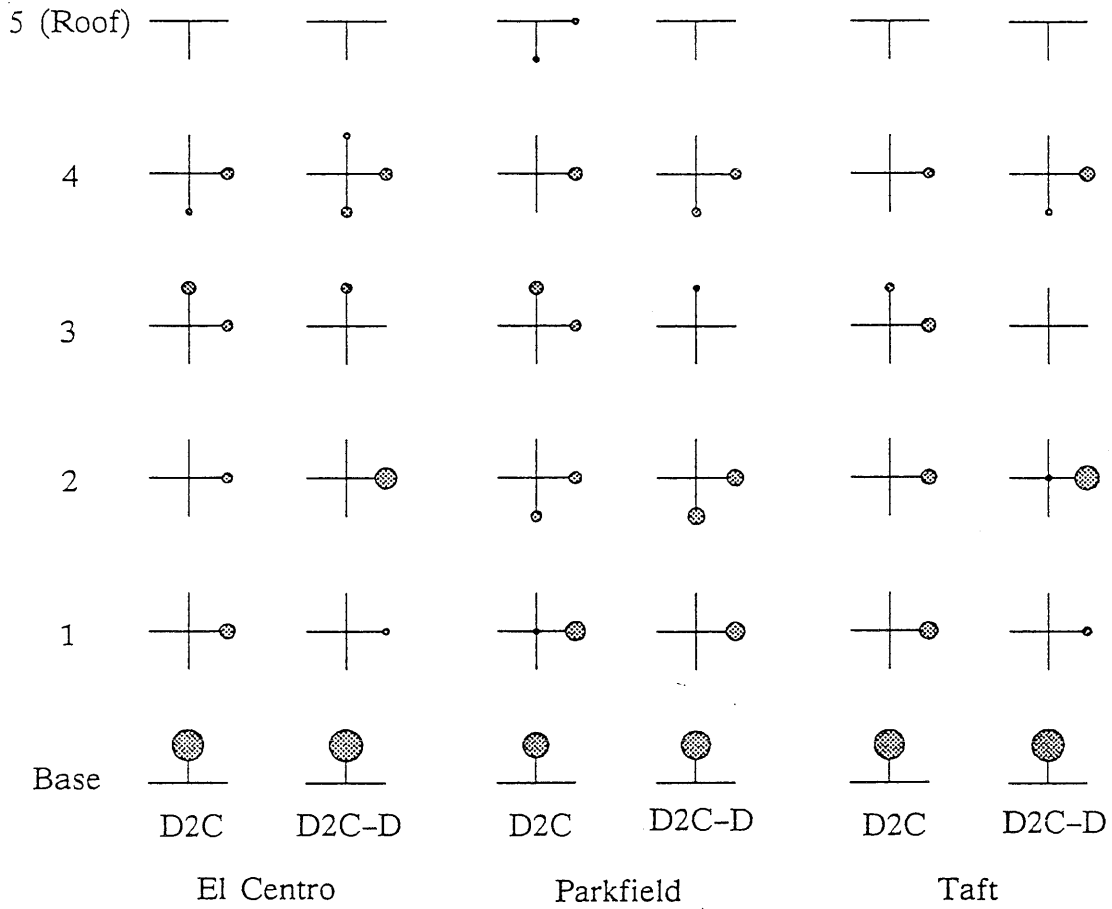 5 (Roof)
4
3
2
1
Base
D2C D2C–D D2C D2C–D D2C D2C–D
El Centro Parkfield Taft